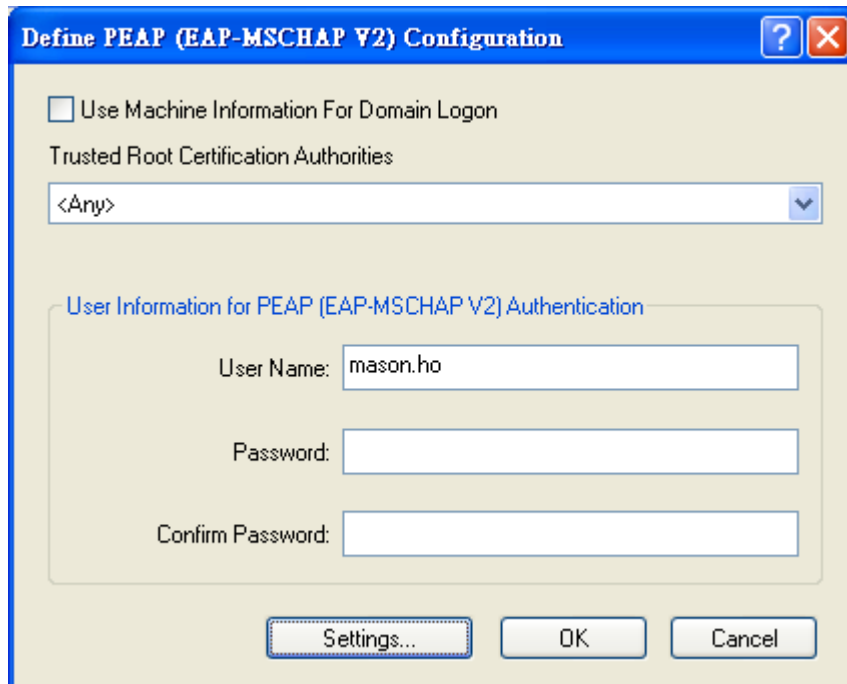 Define PEAP (EAP-MSCHAP V2) Configuration
Use Machine Information For Domain Logon
Trusted Root Certification Authorities
<Any>
User Information for PEAP (EAP-MSCHAP V2) Authentication
User Name: mason.ho
Password:
Confirm Password:
Settings... OK Cancel